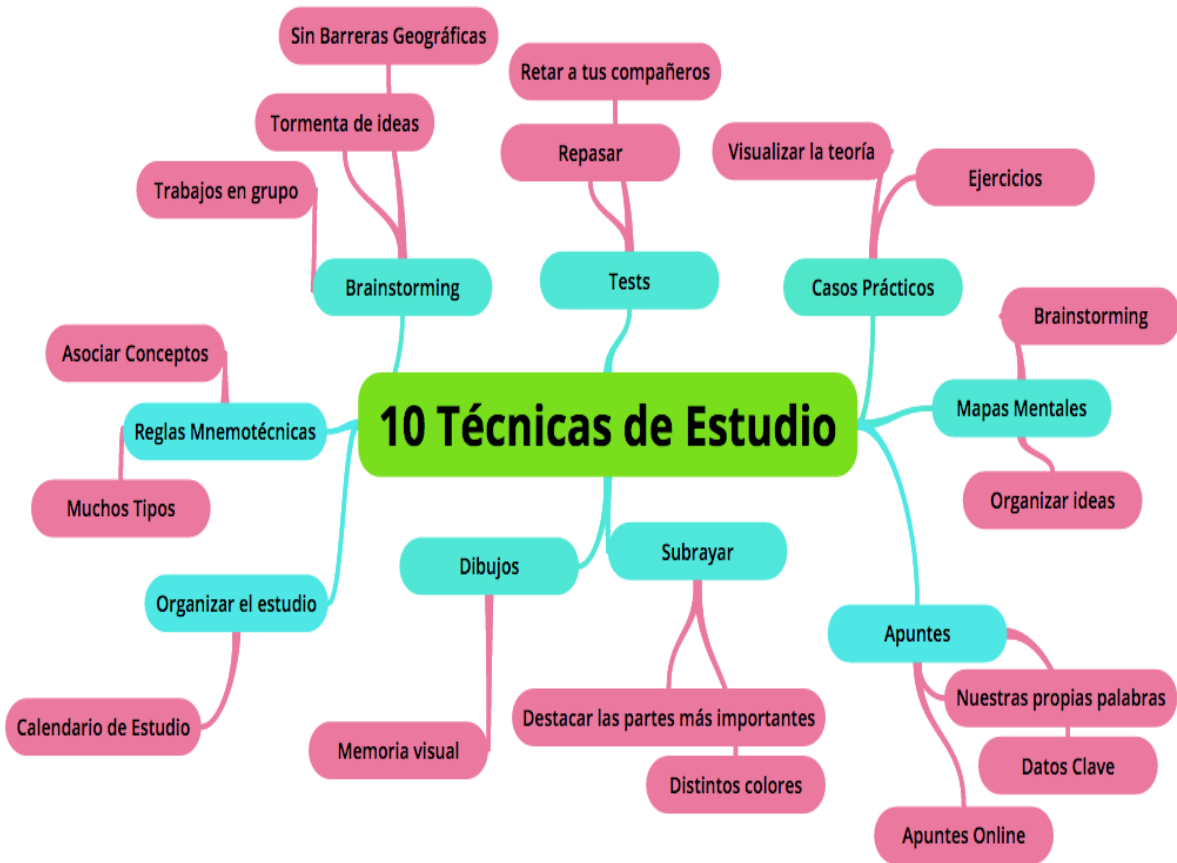 Sin Barreras Geográficas
Retar a tus compañeros
Tormenta de ideas
Repasar
Visualizar la teoría
Ejercicios
Trabajos en grupo
Brainstorming
Tests
Casos Prácticos
Brainstorming
Asociar Conceptos
Reglas Mnemotécnicas
10 Técnicas de Estudio
Mapas Mentales
Muchos Tipos
Organizar ideas
Dibujos
Subrayar
Organizar el estudio
Apuntes
Calendario de Estudio
Memoria visual
Destacar las partes más importantes
Nuestras propias palabras
Distintos colores
Datos Clave
Apuntes Online